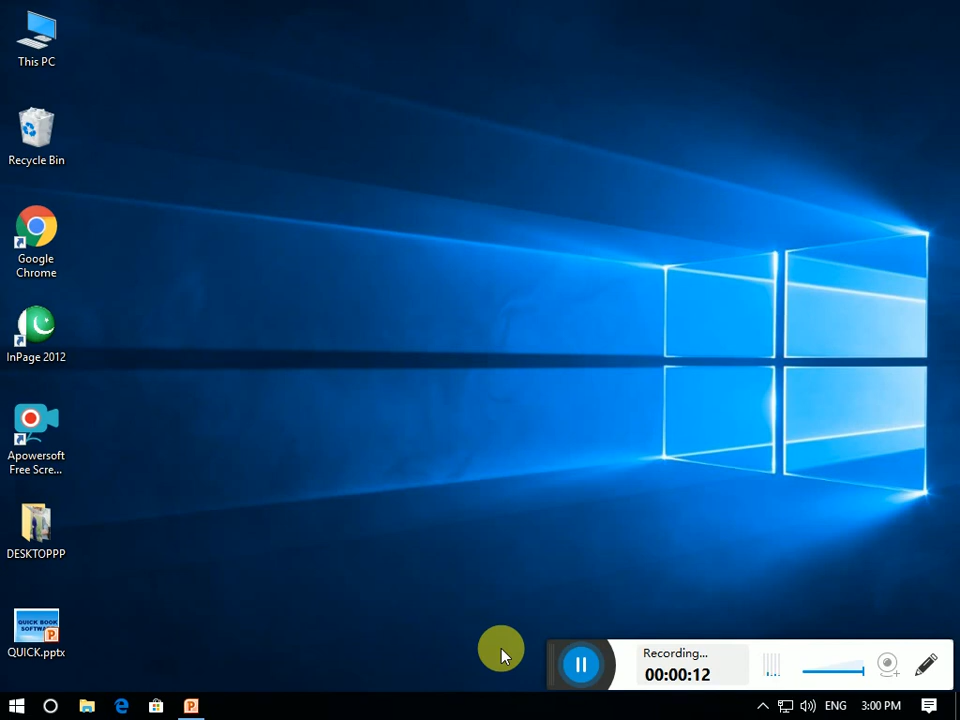 This PC
Recycle Bin
Google
Chrome
InPage 2012
Apowersoft
Free Scre...
DESKTOPPP
QUICK BOOK
SOFTWA
P
QUICK.pptx
Recording...
00:00:12
ENG
3:00 PM